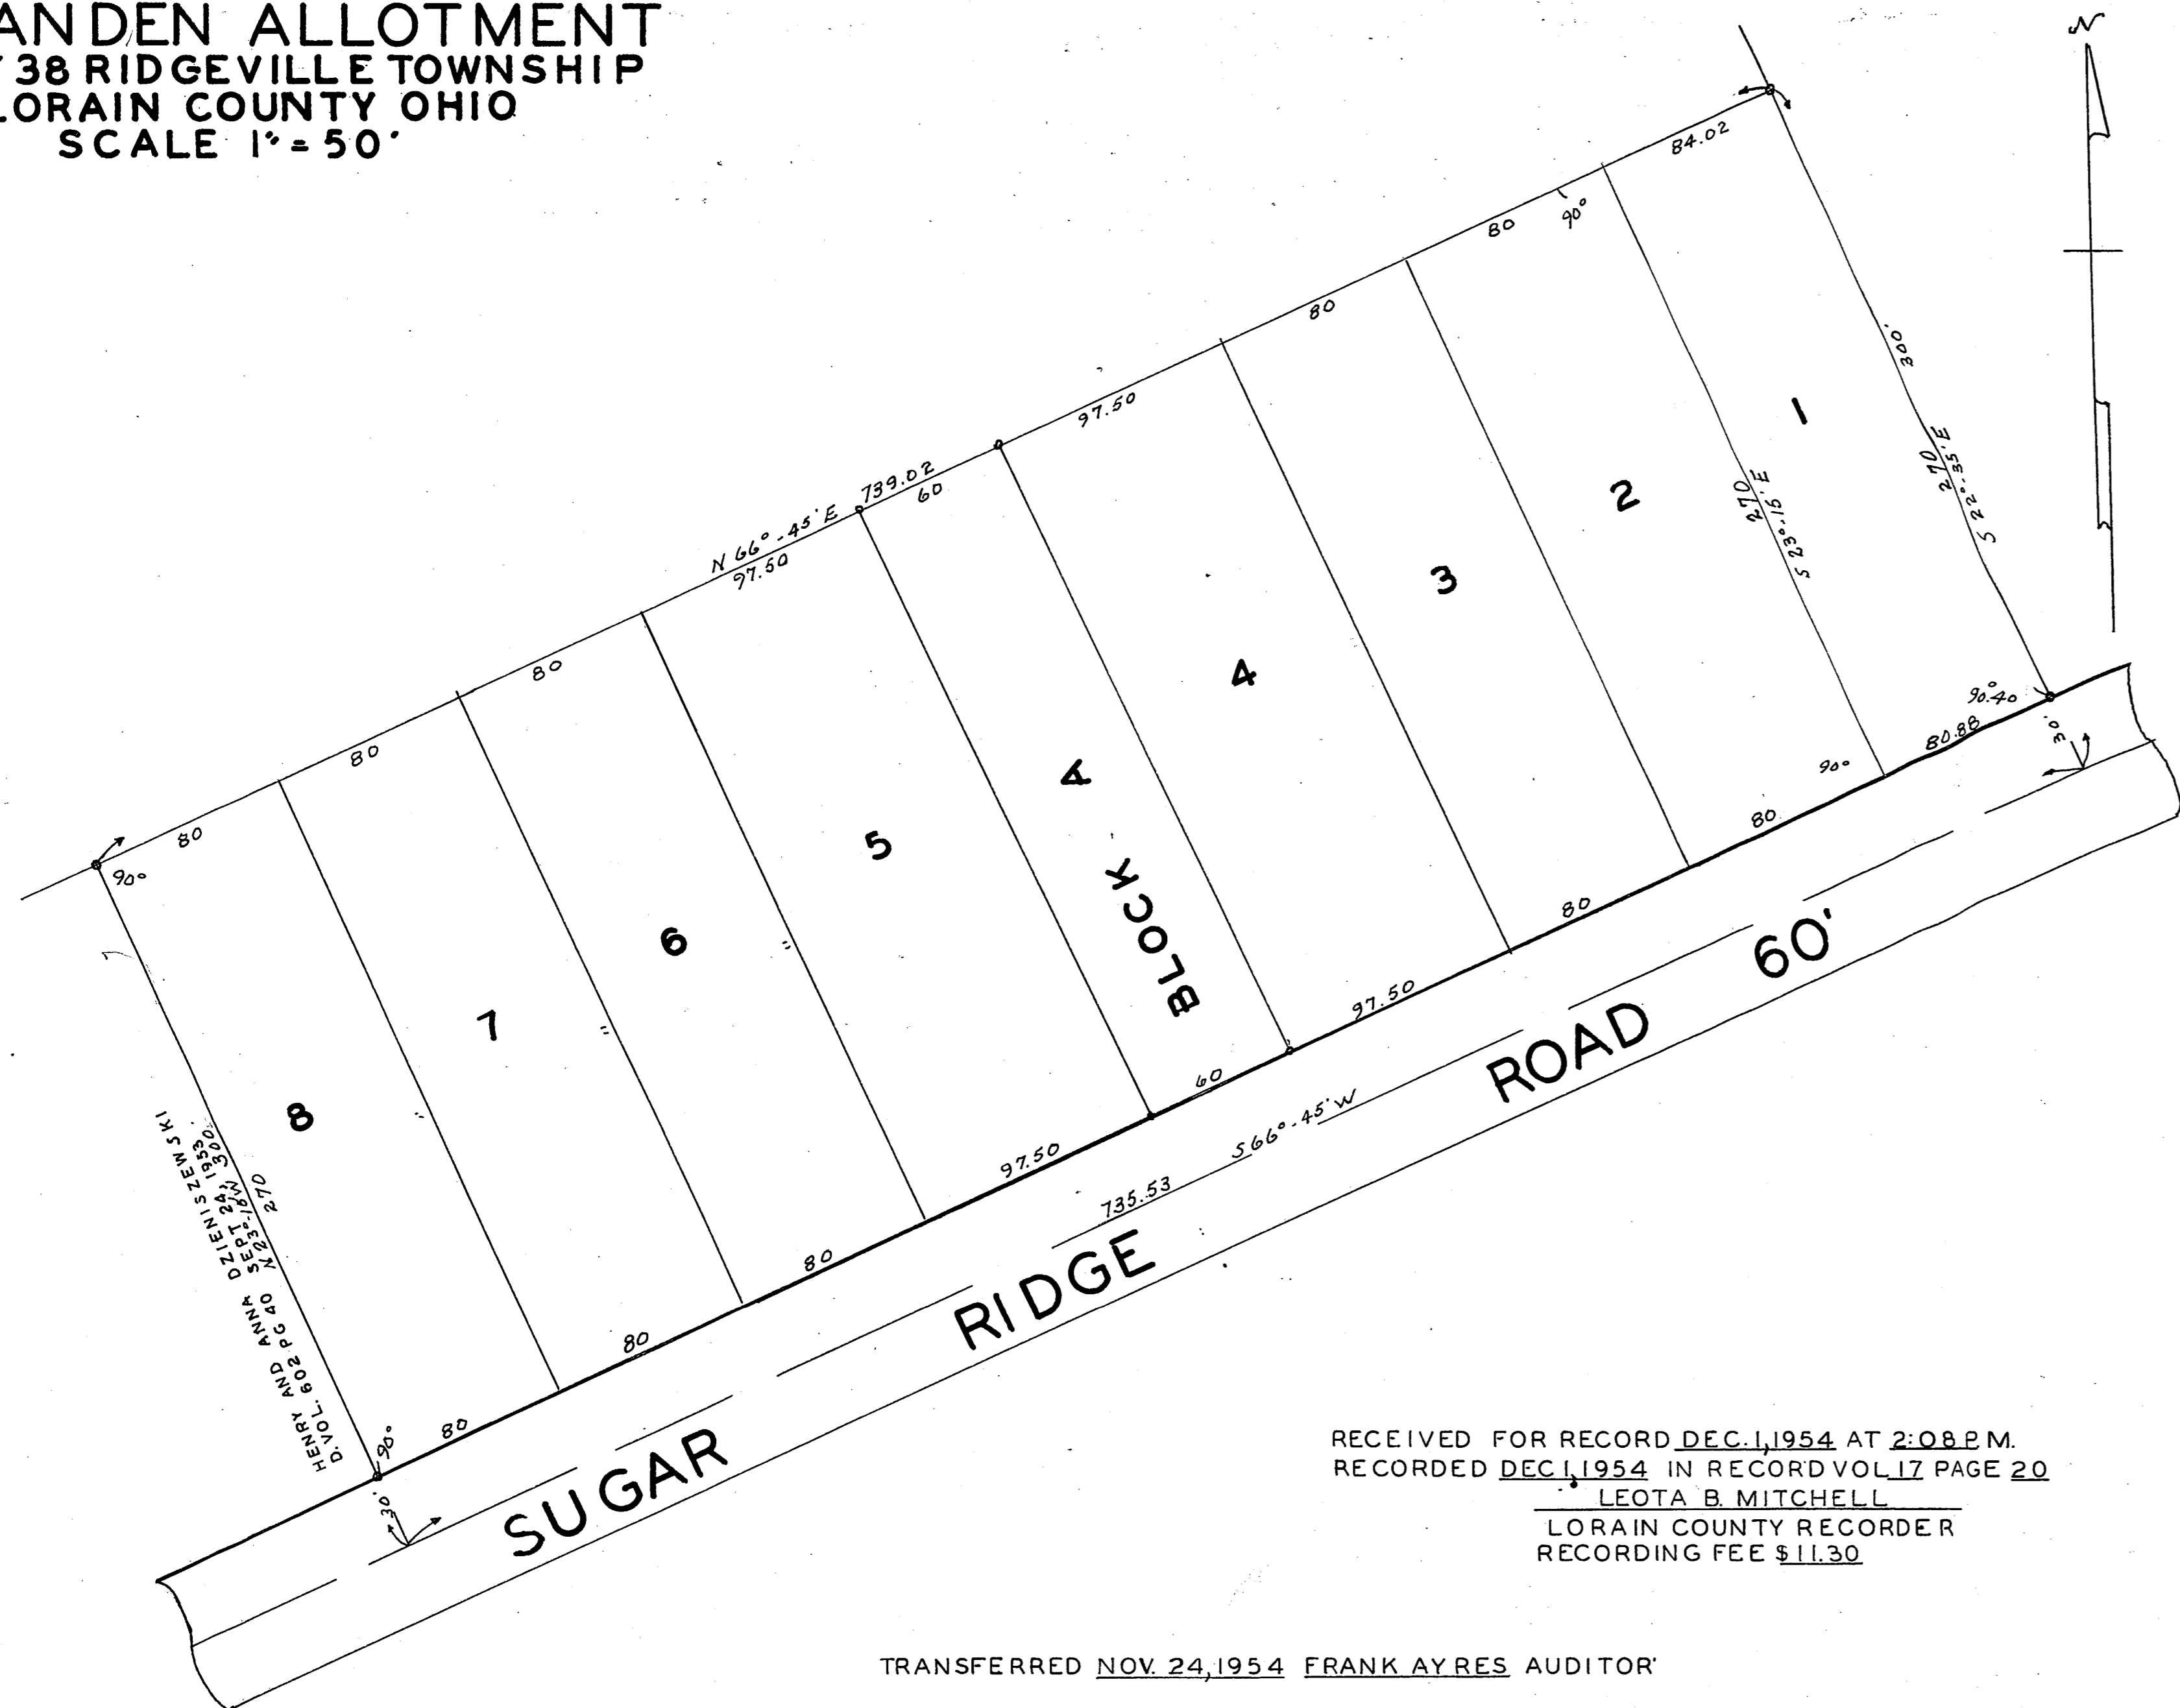 ANDEN ALLOTMENT
38 RIDGEVILLE TOWNSHIP
LORAIN COUNTY OHIO
SCALE 1" = 50'
N
84.02
90°
80
80
97.50
739.02
60
N 66°-45' E
97.50
80
80
80
90°
300'
270
S 22°-35' E
270
S 23°-15' E
1
2
3
4
BLOCK - A
5
6
7
8
90°.40
80.88
30'
90°
80
80
97.50
60
97.50
80
80
80
90°
30'
HENRY AND ANNA DZIENISZEWSKI
D. VOL. 602 PG 40 SEPT 24, 1953
300'
270
S 66°-45' W
735.53
SUGAR RIDGE ROAD 60'
RECEIVED FOR RECORD DEC. 1, 1954 AT 2:08 P.M.
RECORDED DEC 1, 1954 IN RECORD VOL 17 PAGE 20
LEOTA B. MITCHELL
LORAIN COUNTY RECORDER
RECORDING FEE $11.30
TRANSFERRED NOV. 24, 1954 FRANK AYRES AUDITOR